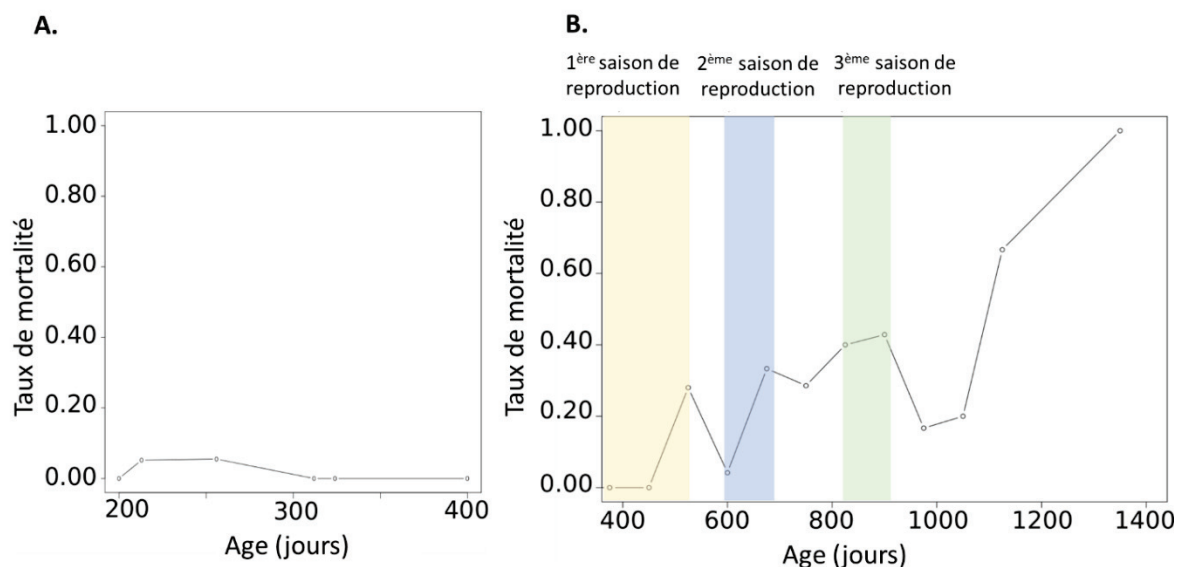 A.
1.00
0.80
0.60
0.40
0.20
0.00
Taux de mortalité
200
300
400
Age (jours)
B.
1ère saison de
reproduction
2ème saison de
reproduction
3ème saison de
reproduction
1.00
0.80
0.60
0.40
0.20
0.00
Taux de mortalité
400
600
800
1000
1200
1400
Age (jours)